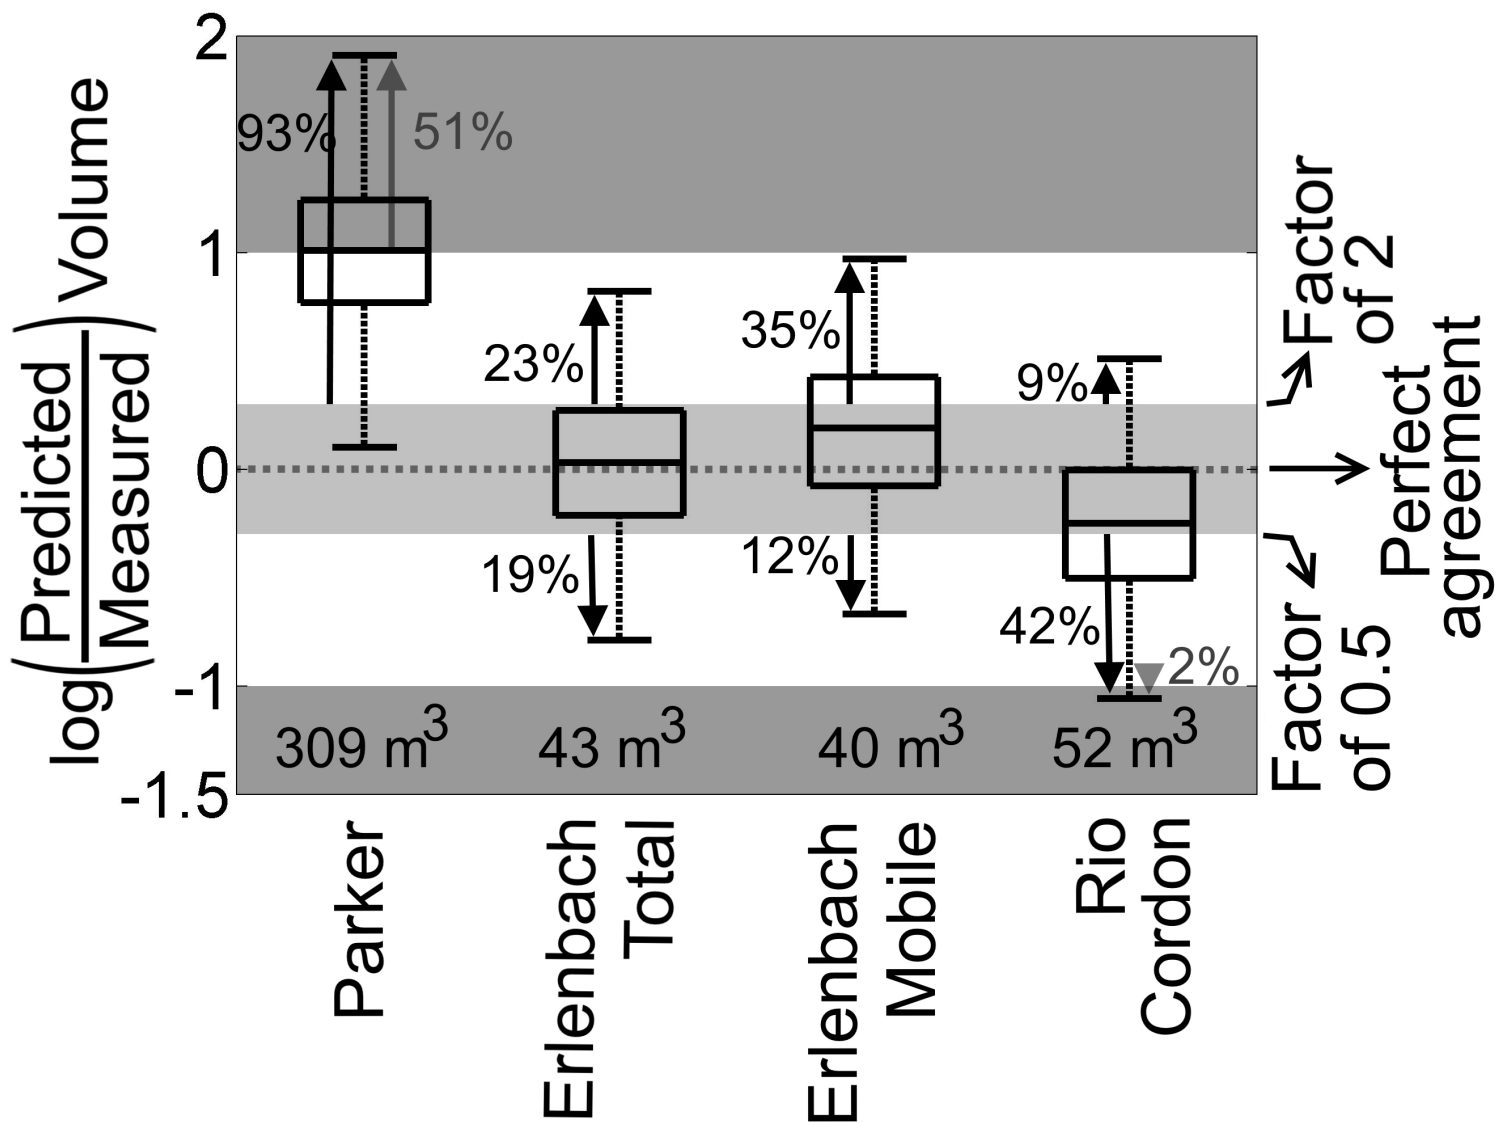 2
1
0
-1
-1.5
log(Predicted/Measured) Volume
93%
51%
23%
19%
35%
12%
9%
42%
2%
309 m³
43 m³
40 m³
52 m³
Parker
Erlenbach
Total
Erlenbach
Mobile
Rio
Cordon
Factor
of 2
Perfect
agreement
Factor
of 0.5